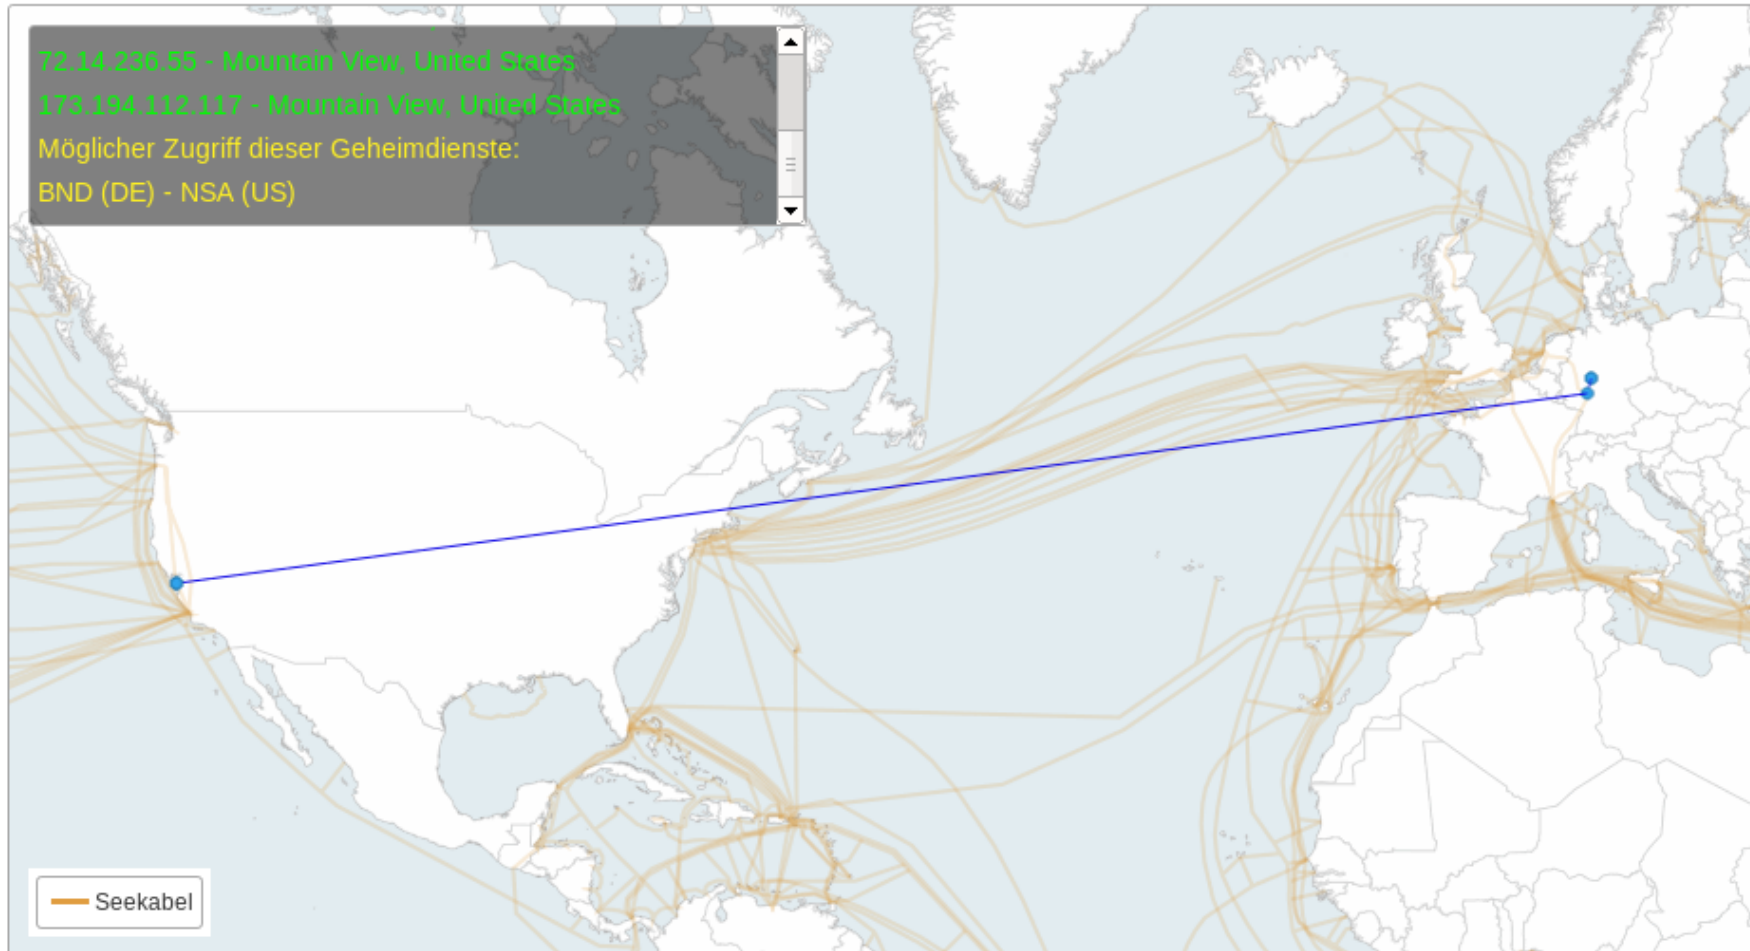 72.14.236.55 - Mountain View, United States
173.194.112.117 - Mountain View, United States
Möglicher Zugriff dieser Geheimdienste:
BND (DE) - NSA (US)
Seekabel